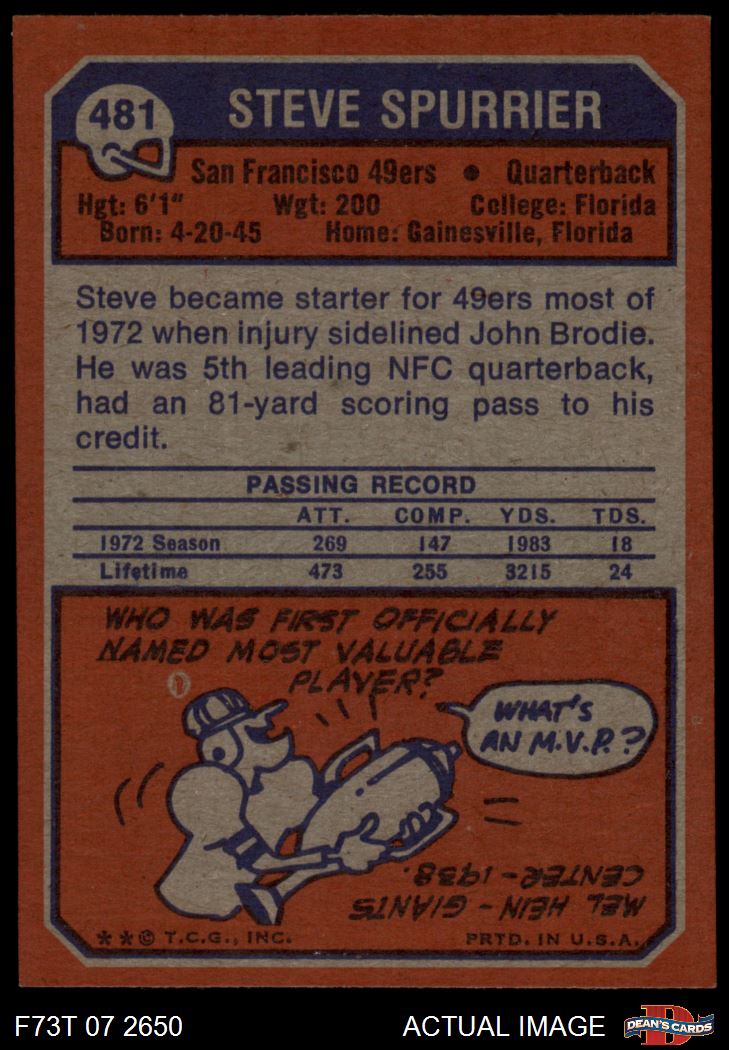 481
STEVE SPURRIER
San Francisco 49ers • Quarterback
Hgt: 6'1" Wgt: 200 College: Florida
Born: 4-20-45 Home: Gainesville, Florida
Steve became starter for 49ers most of
1972 when injury sidelined John Brodie.
He was 5th leading NFC quarterback,
had an 81-yard scoring pass to his
credit.
PASSING RECORD
ATT. COMP. YDS. TDS.
1972 Season 269 147 1983 18
Lifetime 473 255 3215 24
WHO WAS FIRST OFFICIALLY
NAMED MOST VALUABLE
PLAYER?
WHAT'S
AN M.V.P.?
MEL HEIN - GIANTS
CENTER - 1938.
**© T.C.G., INC. PRTD. IN U.S.A.
F73T 07 2650 ACTUAL IMAGE
D
DEAN'S CARDS